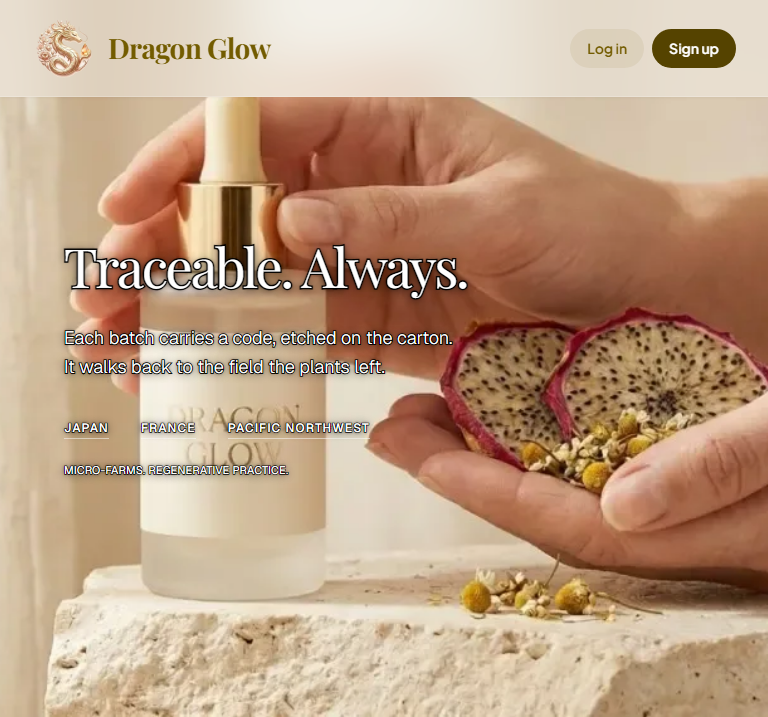 Dragon Glow
Log in
Sign up
Traceable. Always.
Each batch carries a code, etched on the carton.
It walks back to the field the plants left.
JAPAN
FRANCE
PACIFIC NORTHWEST
DRAGON
GLOW
MICRO-FARMS. REGENERATIVE PRACTICE.